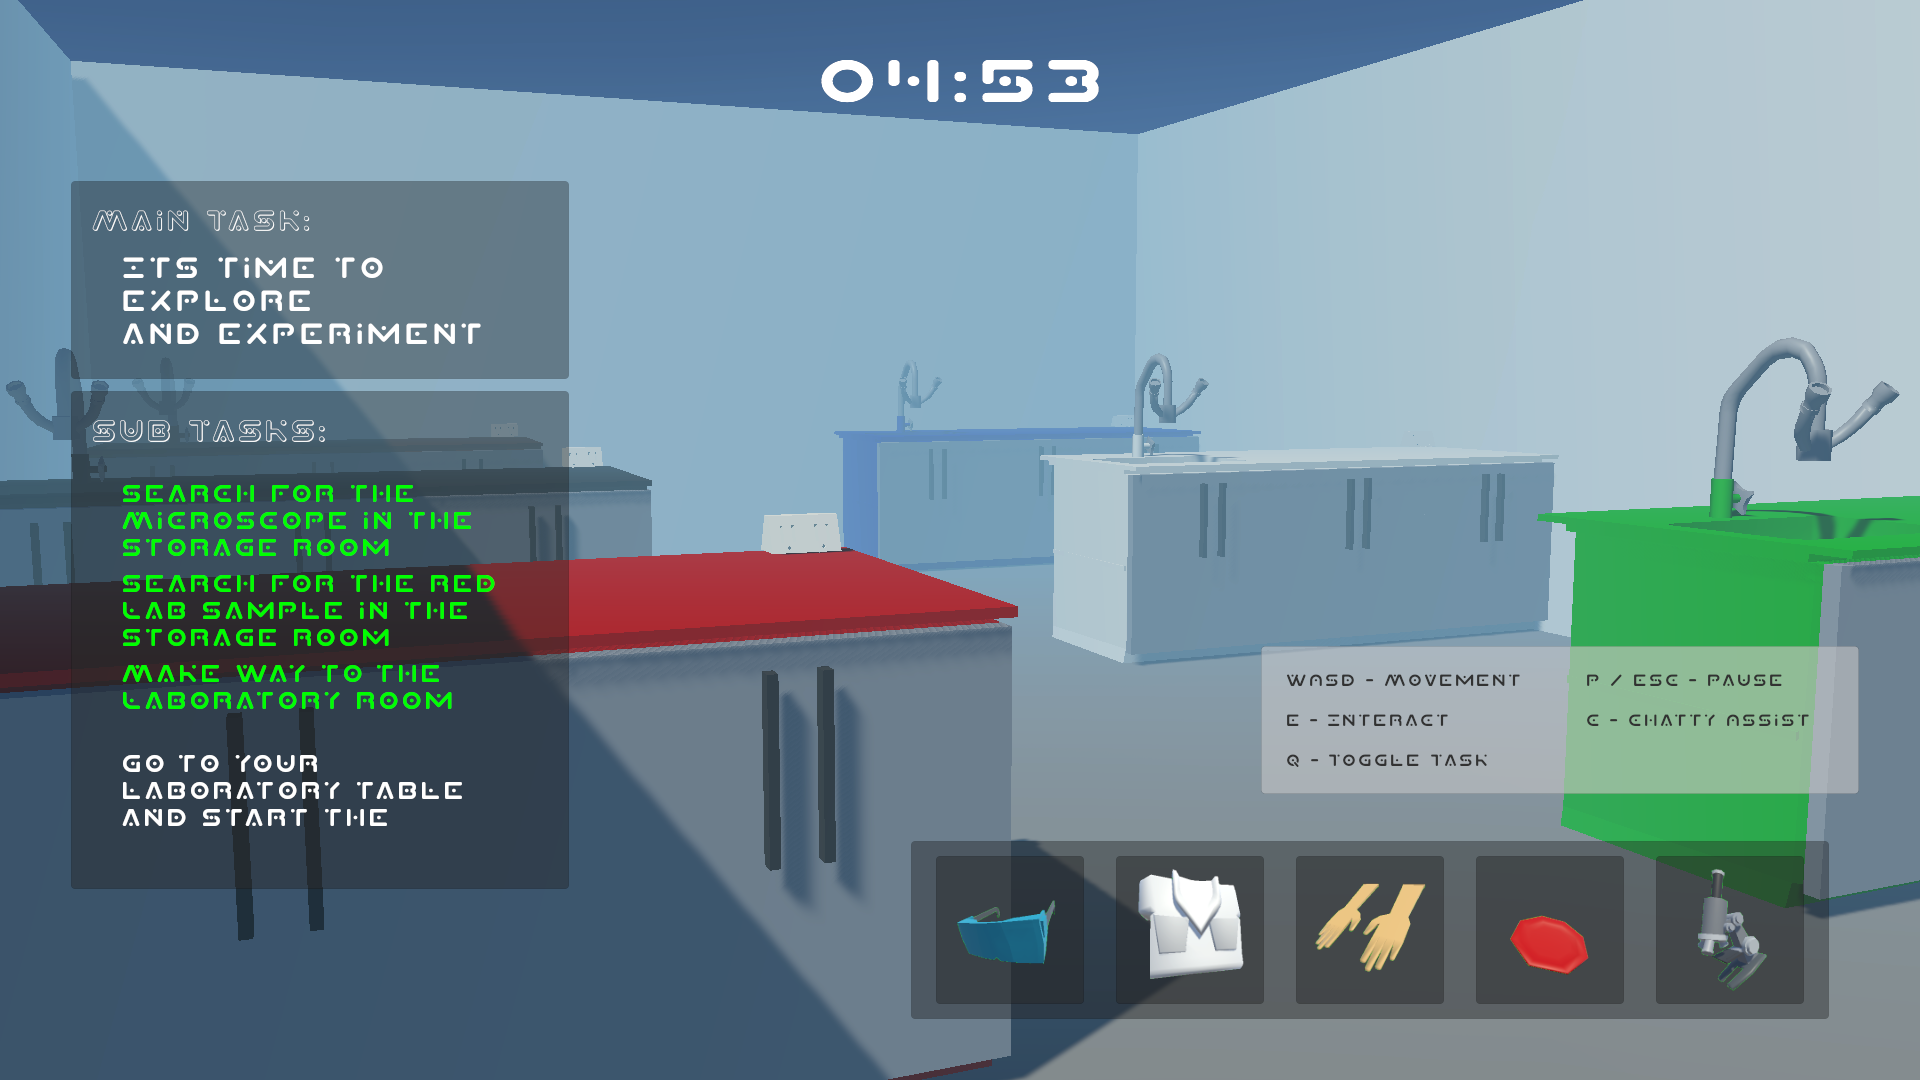 04:53
MAIN TASK:
ITS TIME TO
EXPLORE
AND EXPERIMENT
SUB TASKS:
SEARCH FOR THE
MICROSCOPE IN THE
STORAGE ROOM
SEARCH FOR THE RED
LAB SAMPLE IN THE
STORAGE ROOM
MAKE WAY TO THE
LABORATORY ROOM
GO TO YOUR
LABORATORY TABLE
AND START THE
WASD - MOVEMENT
P / ESC - PAUSE
E - INTERACT
C - CHATTY ASSIST
Q - TOGGLE TASK